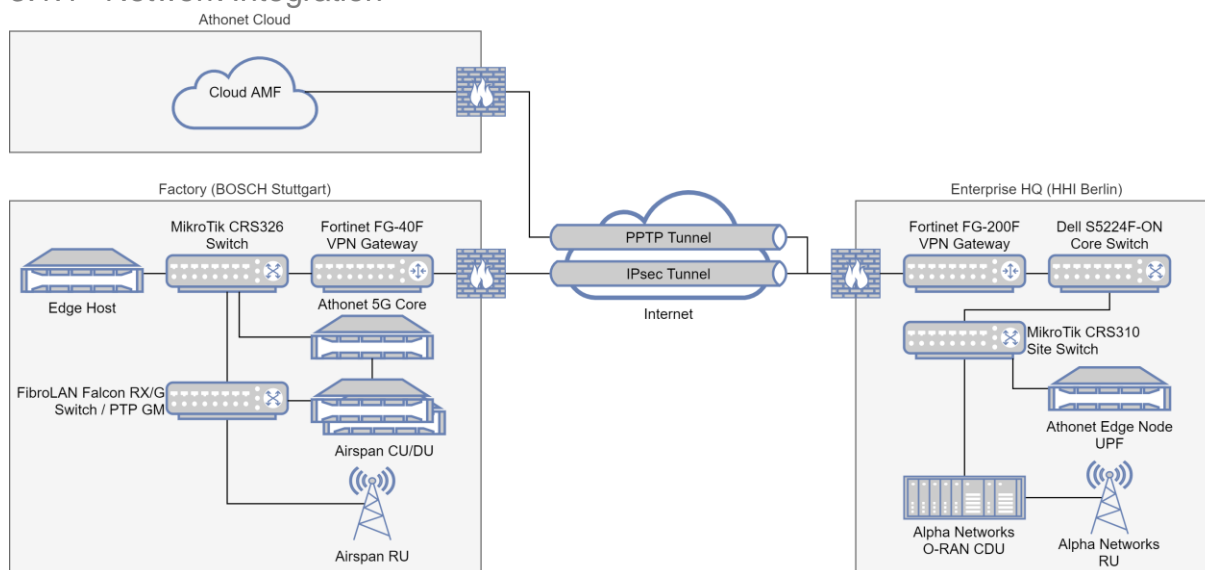 Athonet Cloud
Cloud AMF
Factory (BOSCH Stuttgart)
MikroTik CRS326
Switch
Fortinet FG-40F
VPN Gateway
Edge Host
Athonet 5G Core
FibroLAN Falcon RX/G
Switch / PTP GM
Airspan CU/DU
Airspan RU
PPTP Tunnel
IPsec Tunnel
Internet
Enterprise HQ (HHI Berlin)
Fortinet FG-200F
VPN Gateway
Dell S5224F-ON
Core Switch
MikroTik CRS310
Site Switch
Athonet Edge Node
UPF
Alpha Networks
O-RAN CDU
Alpha Networks
RU